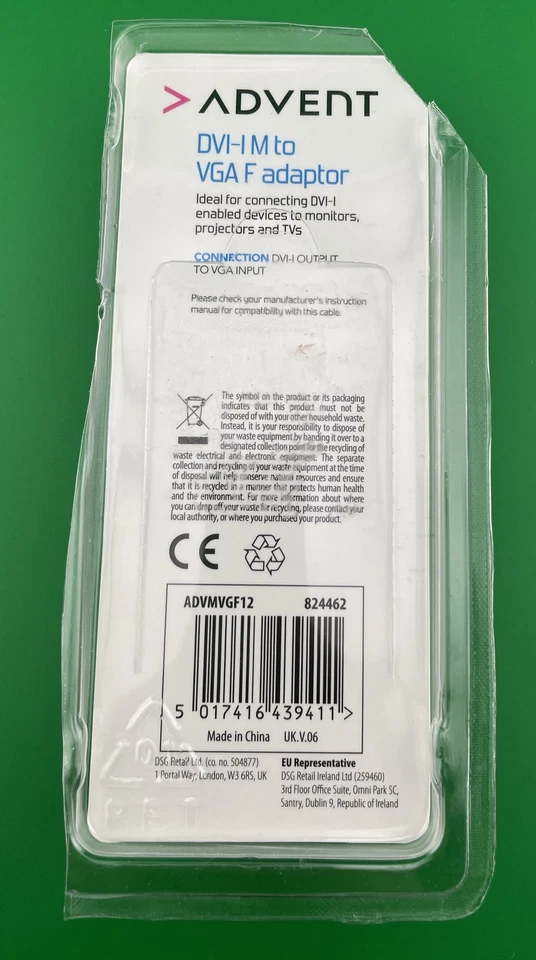 > ADVENT
DVI-I M to
VGA F adaptor
Ideal for connecting DVI-I
enabled devices to monitors,
projectors and TVs
CONNECTION DVI-I OUTPUT
TO VGA INPUT
Please check your manufacturer's instruction
manual for compatibility with this cable.
The symbol on the product or its packaging
indicates that this product must not be
disposed of with your other household waste.
Instead, it is your responsibility to dispose of
your waste equipment by handing it over to a
designated collection point for the recycling of
waste electrical and electronic equipment. The separate
collection and recycling of your waste equipment at the time
of disposal will help conserve natural resources and ensure
that it is recycled in a manner that protects human health
and the environment. For more information about where
you can drop off your waste for recycling, please contact your
local authority, or where you purchased your product.
CE
ADVMVGF12 824462
5 017416 439411 >
Made in China UK.V.06
DSG Retail Ltd. (co. no. 504877)
1 Portal Way, London, W3 6RS, UK
EU Representative
DSG Retail Ireland Ltd (259460)
3rd Floor Office Suite, Omni Park SC,
Santry, Dublin 9, Republic of Ireland
PET